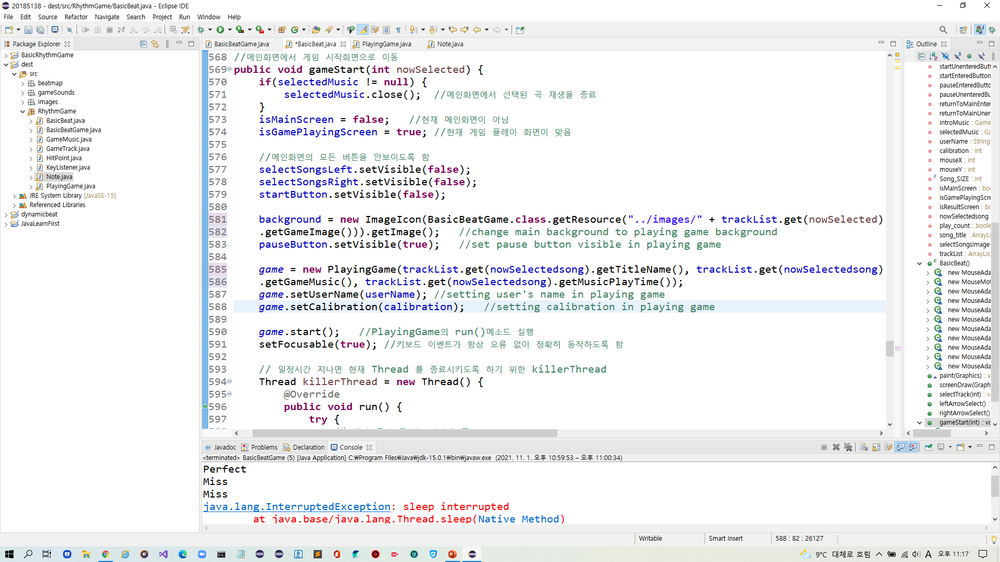 20185138 - dest/src/RhythmGame/BasicBeat.java - Eclipse IDE
File Edit Source Refactor Navigate Search Project Run Window Help
Package Explorer
BasicRhythmGame
dest
src
beatmap
gameSounds
images
RhythmGame
BasicBeat.java
BasicBeatGame.java
GameMusic.java
GameTrack.java
HitPoint.java
KeyListener.java
Note.java
PlayingGame.java
JRE System Library [JavaSE-15]
Referenced Libraries
dynamicbeat
JavaLearnFirst
BasicBeatGame.java *BasicBeat.java PlayingGame.java Note.java
568 //메인화면에서 게임 시작화면으로 이동
569 public void gameStart(int nowSelected) {
570 if(selectedMusic != null) {
571 selectedMusic.close(); //메인화면에서 선택된 곡 재생을 종료
572 }
573 isMainScreen = false; //현재 메인화면이 아님
574 isGamePlayingScreen = true; //현재 게임 플레이 화면이 맞음
575
576 //메인화면의 모든 버튼을 안보이도록 함
577 selectSongsLeft.setVisible(false);
578 selectSongsRight.setVisible(false);
579 startButton.setVisible(false);
580
581 background = new ImageIcon(BasicBeatGame.class.getResource("../images/" + trackList.get(nowSelected)
582 .getGameImage())).getImage(); //change main background to playing game background
583 pauseButton.setVisible(true); //set pause button visible in playing game
584
585 game = new PlayingGame(trackList.get(nowSelectedsong).getTitleName(), trackList.get(nowSelectedsong)
586 .getGameMusic(), trackList.get(nowSelectedsong).getMusicPlayTime());
587 game.setUserName(userName); //setting user's name in playing game
588 game.setCalibration(calibration); //setting calibration in playing game
589
590 game.start(); //PlayingGame의 run()메소드 실행
591 setFocusable(true); //키보드 이벤트가 항상 오류 없이 정확히 동작하도록 함
592
593 // 일정시간 지나면 현재 Thread 를 종료시키도록 하기 위한 killerThread
594 Thread killerThread = new Thread() {
595 @Override
596 public void run() {
597 try {
Outline
startUnenteredButt
startEnteredButton
pauseEnteredButto
pauseUnenteredBu
returnToMainEnter
returnToMainUnen
introMusic : Game
selectedMusic : Ga
userName : String
calibration : int
mouseX : int
mouseY : int
Song_SIZE : int
isMainScreen : boo
isGamePlayingScre
isResultScreen : bo
nowSelectedsong
play_count : boole
song_title : ArrayLi
selectSongsImage
trackList : ArrayLis
BasicBeat()
new MouseAda
new MouseMot
new MouseAda
new MouseAda
new MouseAda
new MouseAda
new MouseAda
new MouseAda
new MouseAda
new MouseAda
new MouseAda
paint(Graphics) : v
screenDraw(Graph
selectTrack(int) : v
leftArrowSelect() :
rightArrowSelect()
gameStart(int) : vo
Javadoc Problems Declaration Console
<terminated> BasicBeatGame (5) [Java Application] C:₩Program Files₩Java₩jdk-15.0.1₩bin₩javaw.exe (2021. 11. 1. 오후 10:59:53 – 오후 11:00:34)
Perfect
Miss
Miss
java.lang.InterruptedException: sleep interrupted
at java.base/java.lang.Thread.sleep(Native Method)
Writable Smart Insert 588 : 82 : 26127
9°C 대체로 흐림 A 오후 11:17